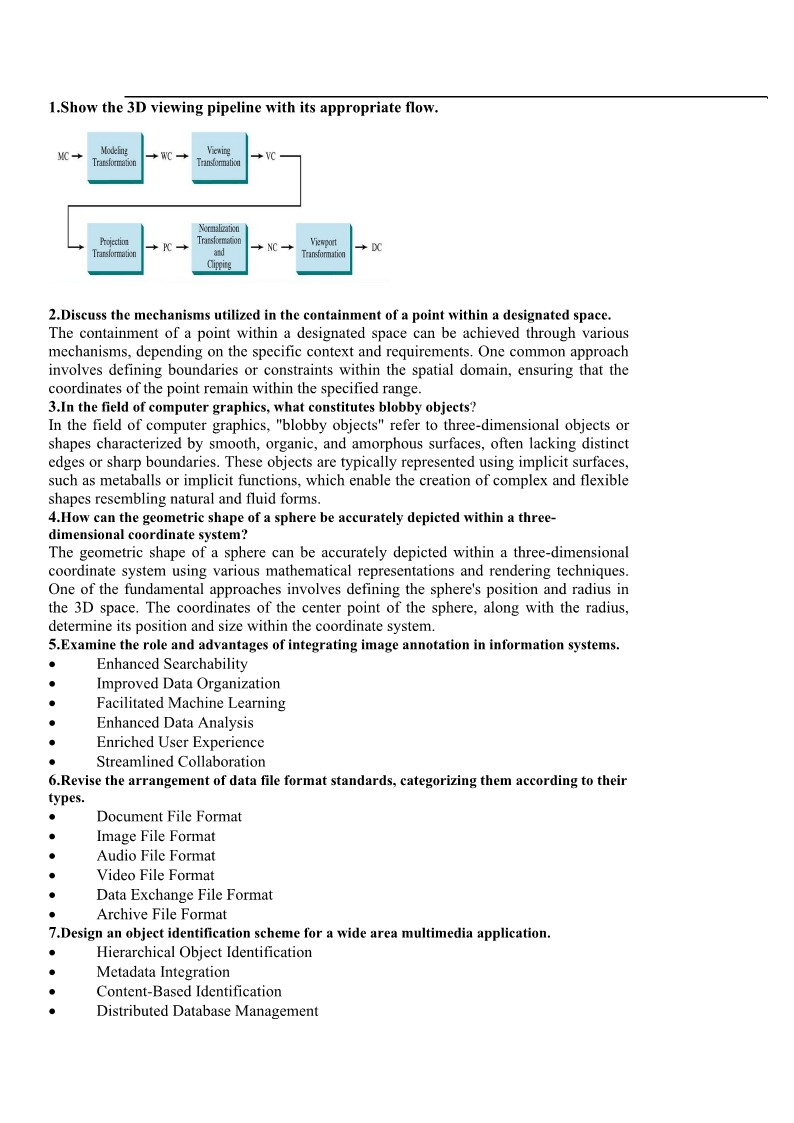 1.Show the 3D viewing pipeline with its appropriate flow.
MC Modeling Transformation WC Viewing Transformation VC
Projection Transformation PC Normalization Transformation and Clipping NC Viewport Transformation DC
2.Discuss the mechanisms utilized in the containment of a point within a designated space.
The containment of a point within a designated space can be achieved through various
mechanisms, depending on the specific context and requirements. One common approach
involves defining boundaries or constraints within the spatial domain, ensuring that the
coordinates of the point remain within the specified range.
3.In the field of computer graphics, what constitutes blobby objects?
In the field of computer graphics, "blobby objects" refer to three-dimensional objects or
shapes characterized by smooth, organic, and amorphous surfaces, often lacking distinct
edges or sharp boundaries. These objects are typically represented using implicit surfaces,
such as metaballs or implicit functions, which enable the creation of complex and flexible
shapes resembling natural and fluid forms.
4.How can the geometric shape of a sphere be accurately depicted within a three-
dimensional coordinate system?
The geometric shape of a sphere can be accurately depicted within a three-dimensional
coordinate system using various mathematical representations and rendering techniques.
One of the fundamental approaches involves defining the sphere's position and radius in
the 3D space. The coordinates of the center point of the sphere, along with the radius,
determine its position and size within the coordinate system.
5.Examine the role and advantages of integrating image annotation in information systems.
• Enhanced Searchability
• Improved Data Organization
• Facilitated Machine Learning
• Enhanced Data Analysis
• Enriched User Experience
• Streamlined Collaboration
6.Revise the arrangement of data file format standards, categorizing them according to their
types.
• Document File Format
• Image File Format
• Audio File Format
• Video File Format
• Data Exchange File Format
• Archive File Format
7.Design an object identification scheme for a wide area multimedia application.
• Hierarchical Object Identification
• Metadata Integration
• Content-Based Identification
• Distributed Database Management